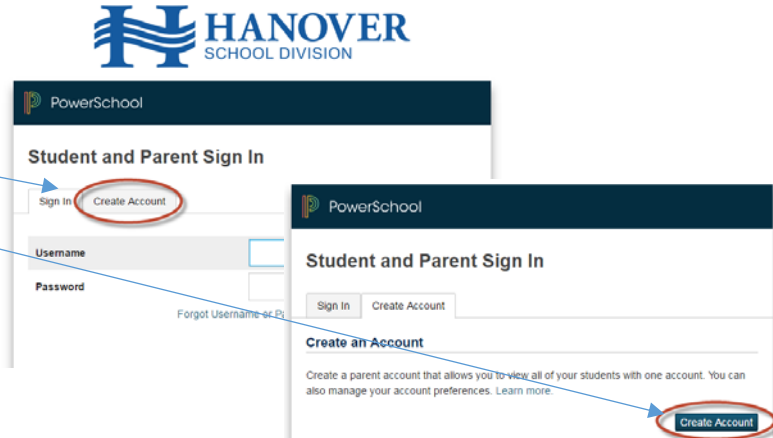 HANOVER
SCHOOL DIVISION
PowerSchool
Student and Parent Sign In
Sign In Create Account
Username
Password
Forgot Username or
PowerSchool
Student and Parent Sign In
Sign In Create Account
Create an Account
Create a parent account that allows you to view all of your students with one account. You can
also manage your account preferences. Learn more.
Create Account